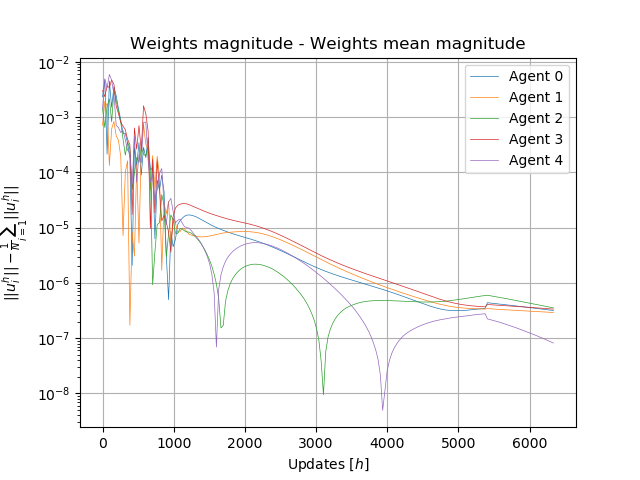 Weights magnitude - Weights mean magnitude
Agent 0
Agent 1
Agent 2
Agent 3
Agent 4
10⁻²
10⁻³
10⁻⁴
10⁻⁵
10⁻⁶
10⁻⁷
10⁻⁸
||uᵢʰ|| − 1/N ∑ᵢ₌₁ ||uᵢʰ||
0 1000 2000 3000 4000 5000 6000
Updates [h]